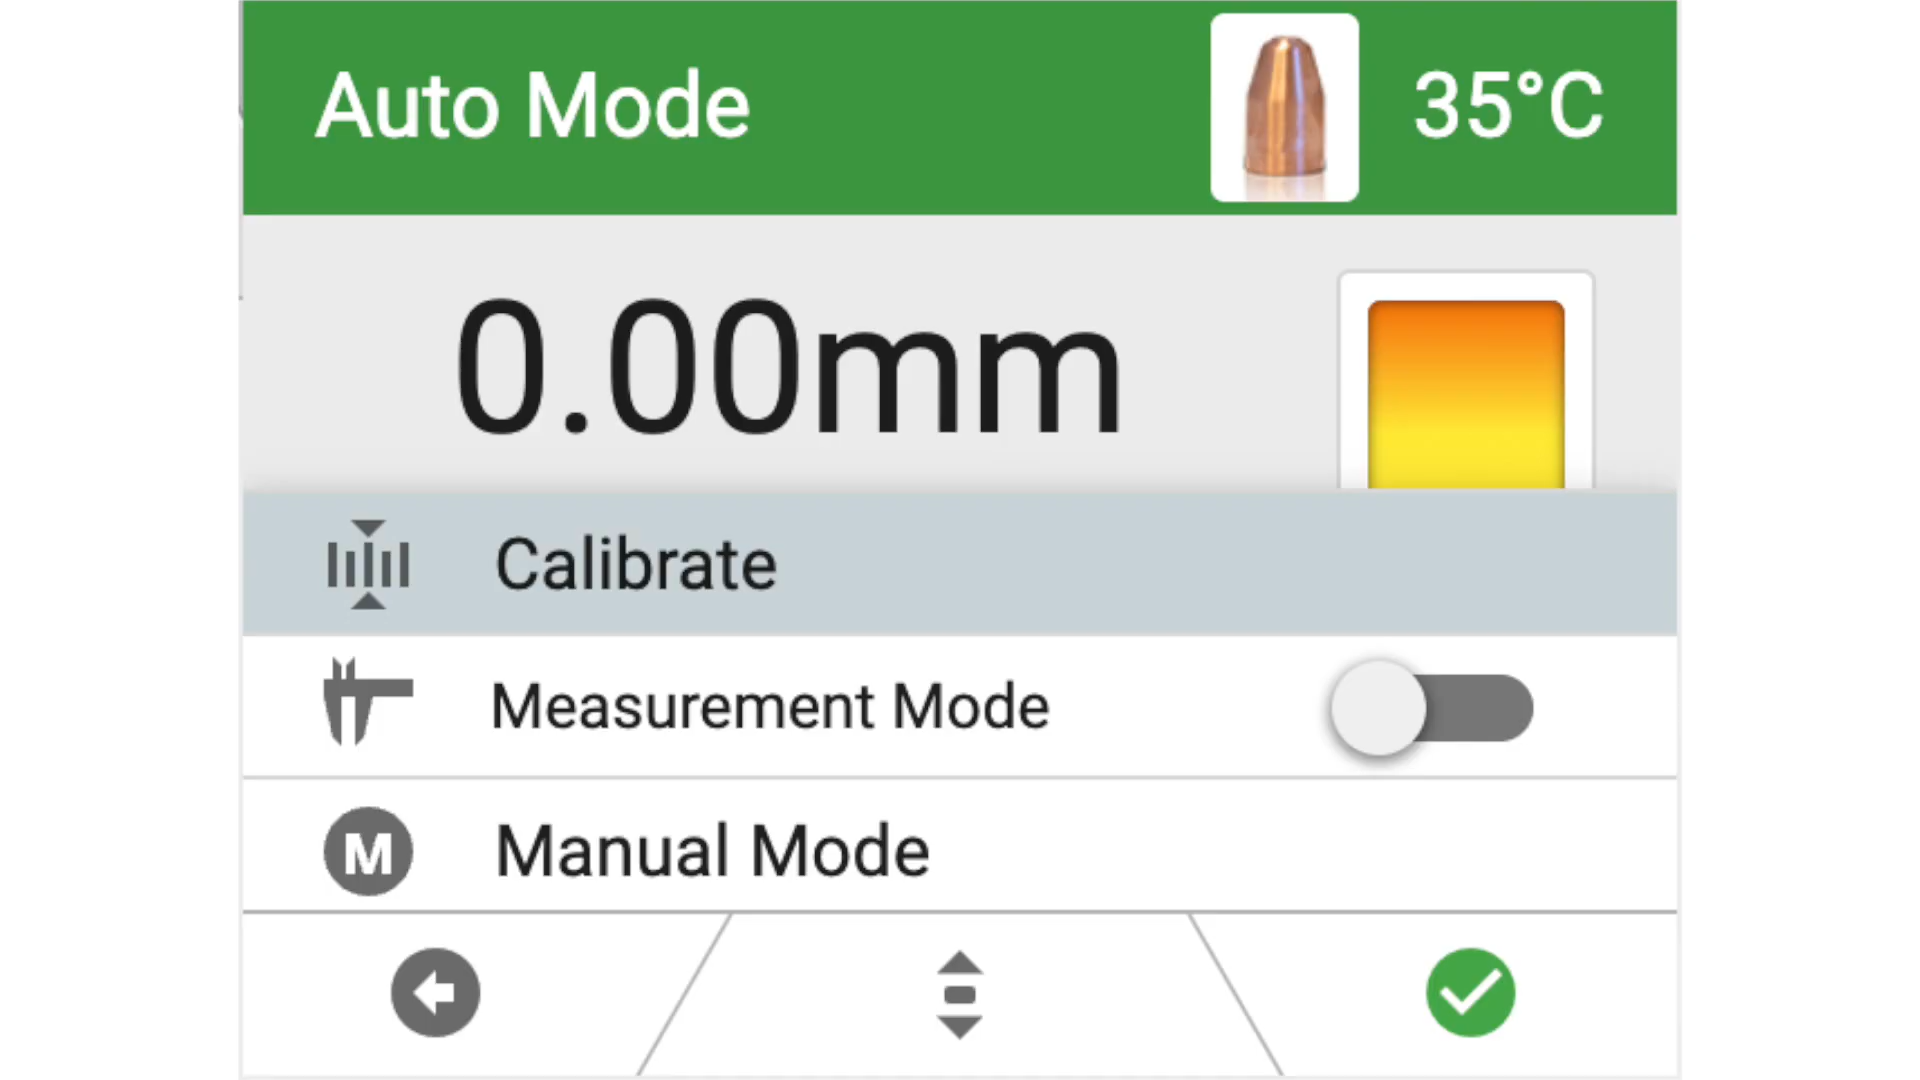 Auto Mode
35°C
0.00mm
Calibrate
Measurement Mode
M
Manual Mode